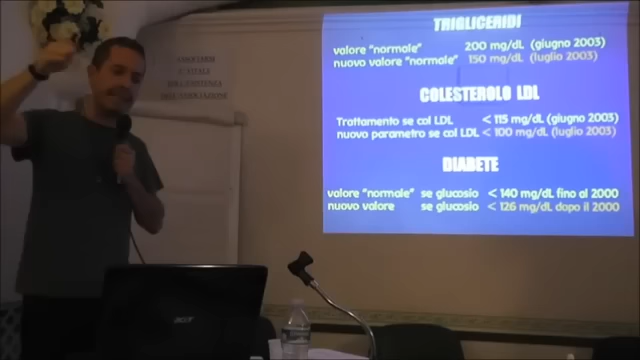 TRIGLICERIDI
valore "normale" 200 mg/dL (giugno 2003)
nuovo valore "normale" 150 mg/dL (luglio 2003)
COLESTEROLO LDL
Trattamento se col LDL < 115 mg/dL (giugno 2003)
nuovo parametro se col LDL < 100 mg/dL (luglio 2003)
DIABETE
valore "normale" se glucosio < 140 mg/dL fino al 2000
nuovo valore se glucosio < 126 mg/dL dopo il 2000
acer